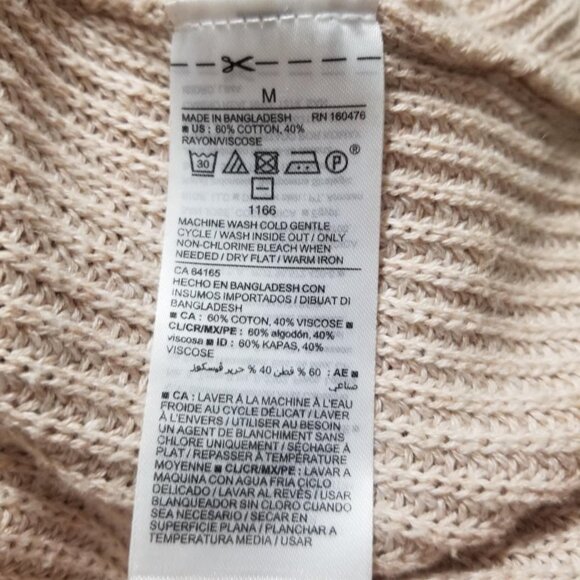 M
MADE IN BANGLADESH RN 160476
■ US : 60% COTTON, 40%
RAYON/VISCOSE
30 P
1166
MACHINE WASH COLD GENTLE
CYCLE / WASH INSIDE OUT / ONLY
NON-CHLORINE BLEACH WHEN
NEEDED / DRY FLAT / WARM IRON
CA 64165
HECHO EN BANGLADESH CON
INSUMOS IMPORTADOS / DIBUAT DI
BANGLADESH
■ CA : 60% COTON, 40% VISCOSE ■
CL/CR/MX/PE : 60% algodón, 40%
viscosa ■ ID : 60% KAPAS, 40%
VISCOSE
■ AE : 60 % قطن 40 % حرير فيسكوز
صناعي
■ CA : LAVER À LA MACHINE À L'EAU
FROIDE AU CYCLE DÉLICAT / LAVER
À L'ENVERS / UTILISER AU BESOIN
UN AGENT DE BLANCHIMENT SANS
CHLORE UNIQUEMENT / SÉCHAGE À
PLAT / REPASSER À TEMPÉRATURE
MOYENNE ■ CL/CR/MX/PE : LAVAR A
MAQUINA CON AGUA FRIA CICLO
DELICADO / LAVAR AL REVÉS / USAR
BLANQUEADOR SIN CLORO CUANDO
SEA NECESARIO / SECAR EN
SUPERFICIE PLANA / PLANCHAR A
TEMPERATURA MEDIA / USAR